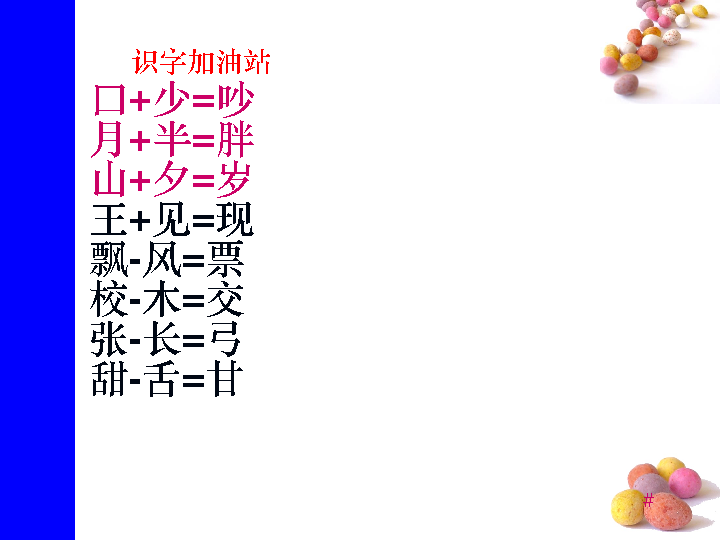 识字加油站
口+少=吵
月+半=胖
山+夕=岁
王+见=现
飘-风=票
校-木=交
张-长=弓
甜-舌=甘
#